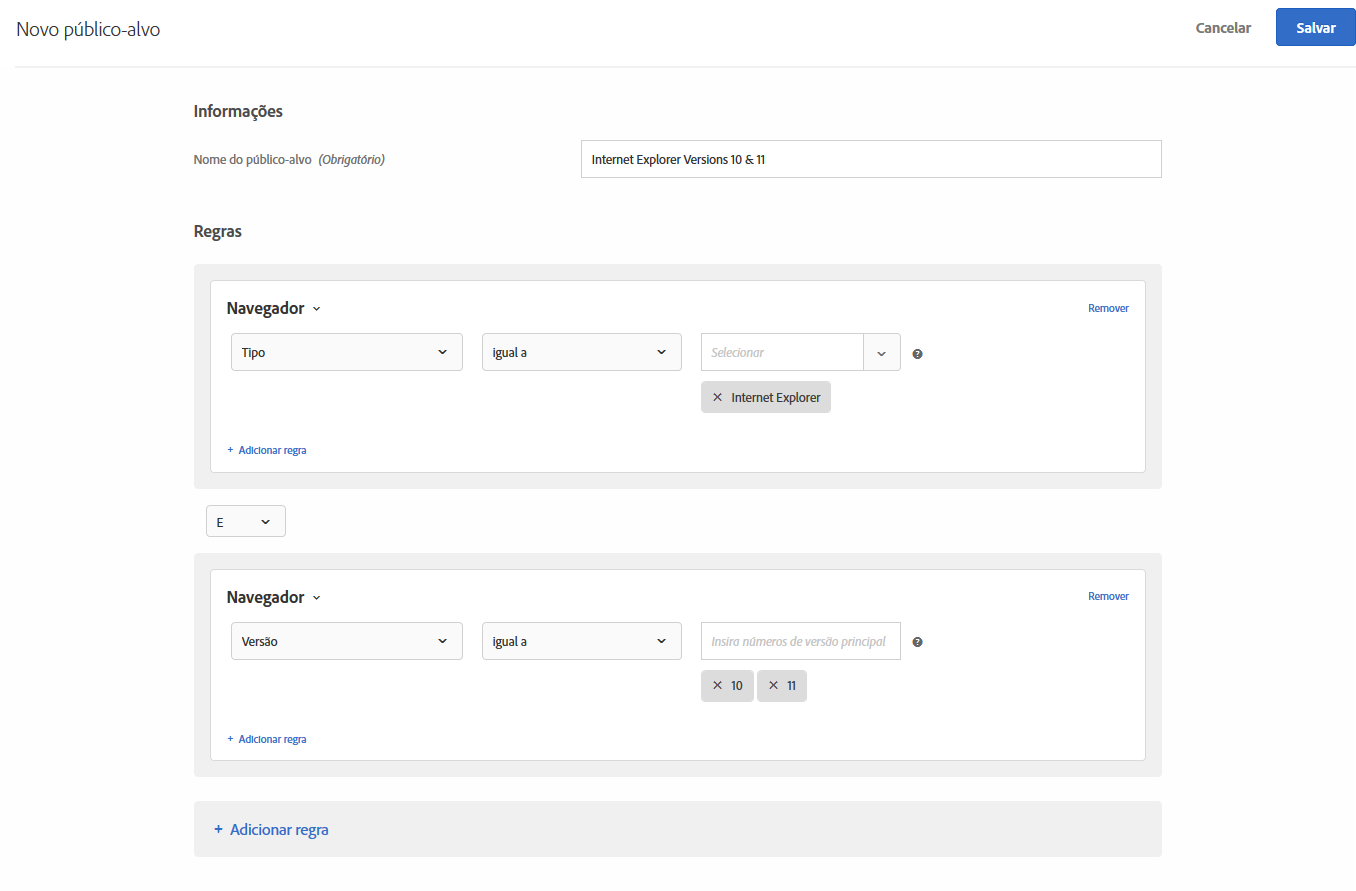 Novo público-alvo
Cancelar
Salvar
Informações
Nome do público-alvo (Obrigatório)
Internet Explorer Versions 10 & 11
Regras
Navegador
Remover
Tipo
igual a
Selecionar
?
× Internet Explorer
+ Adicionar regra
E
Navegador
Remover
Versão
igual a
Insira números de versão principal
?
× 10 × 11
+ Adicionar regra
+ Adicionar regra